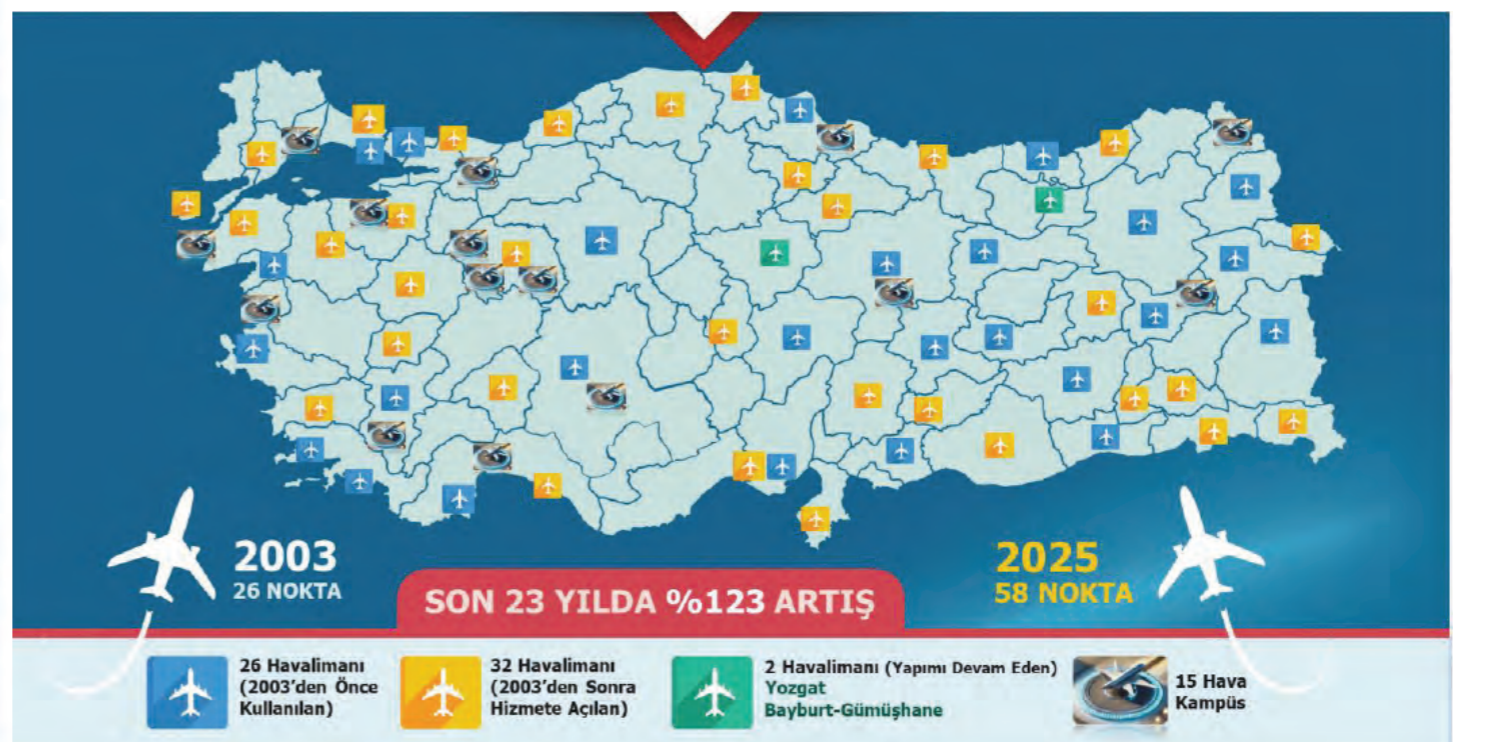 2003
26 NOKTA
SON 23 YILDA %123 ARTIŞ
2025
58 NOKTA
26 Havalimanı
(2003'den Önce
Kullanılan)
32 Havalimanı
(2003'den Sonra
Hizmete Açılan)
2 Havalimanı (Yapımı Devam Eden)
Yozgat
Bayburt-Gümüşhane
15 Hava
Kampüs